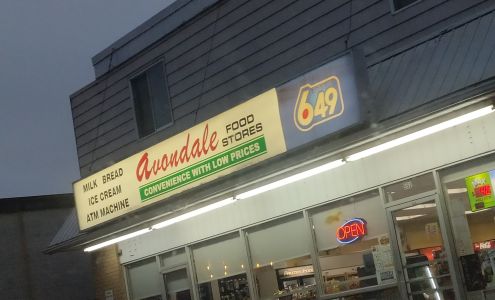 MILK BREAD
ICE CREAM
ATM MACHINE
avondale
FOOD
STORES
CONVENIENCE WITH LOW PRICES
649
OPEN